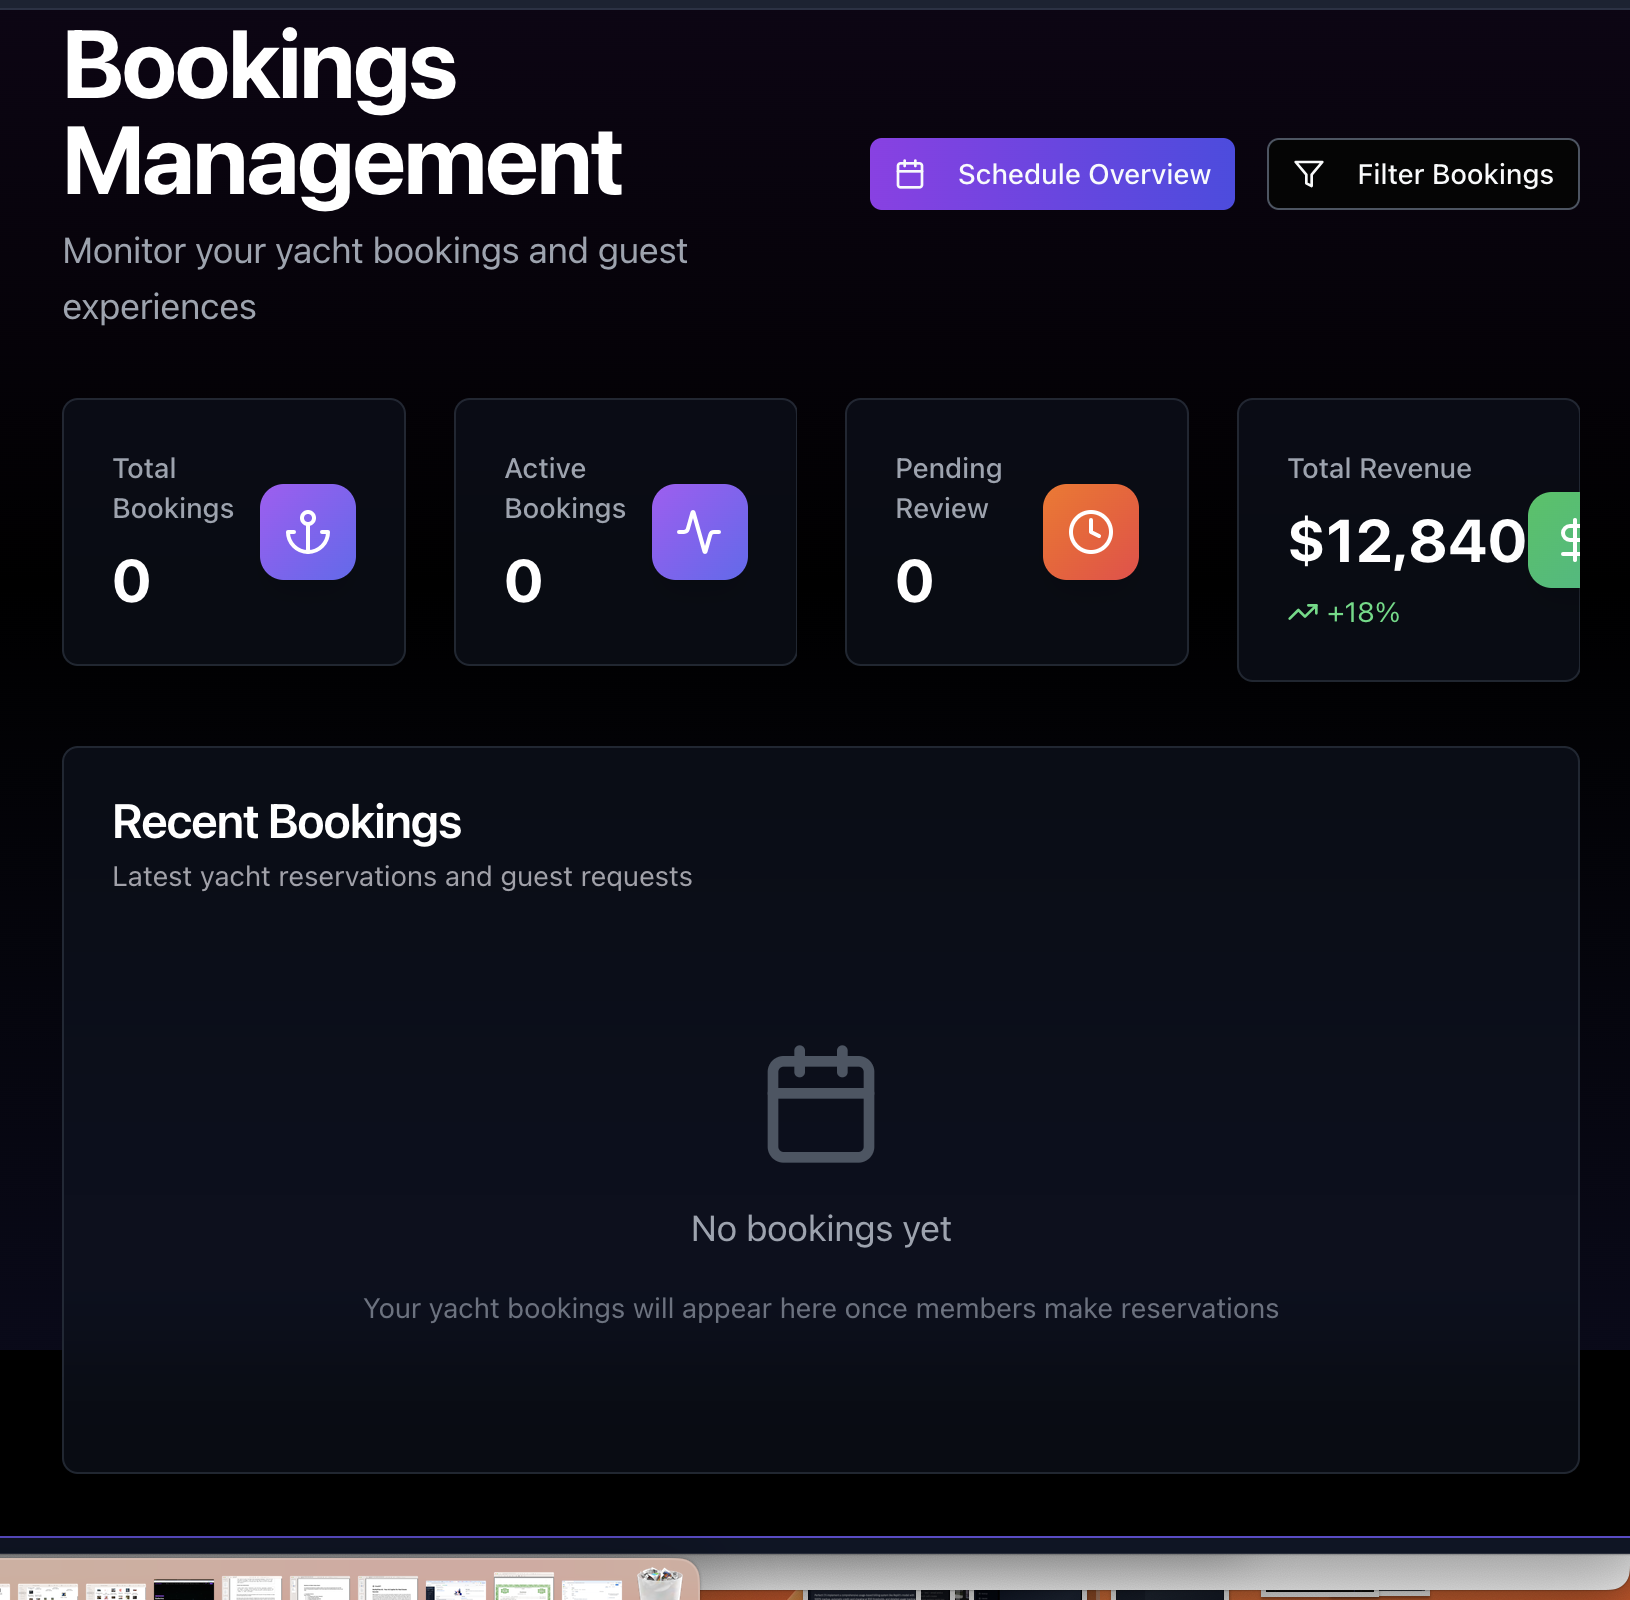 Bookings
Management
Schedule Overview
Filter Bookings
Monitor your yacht bookings and guest
experiences
Total
Bookings
0
Active
Bookings
0
Pending
Review
0
Total Revenue
$12,840
+18%
Recent Bookings
Latest yacht reservations and guest requests
No bookings yet
Your yacht bookings will appear here once members make reservations